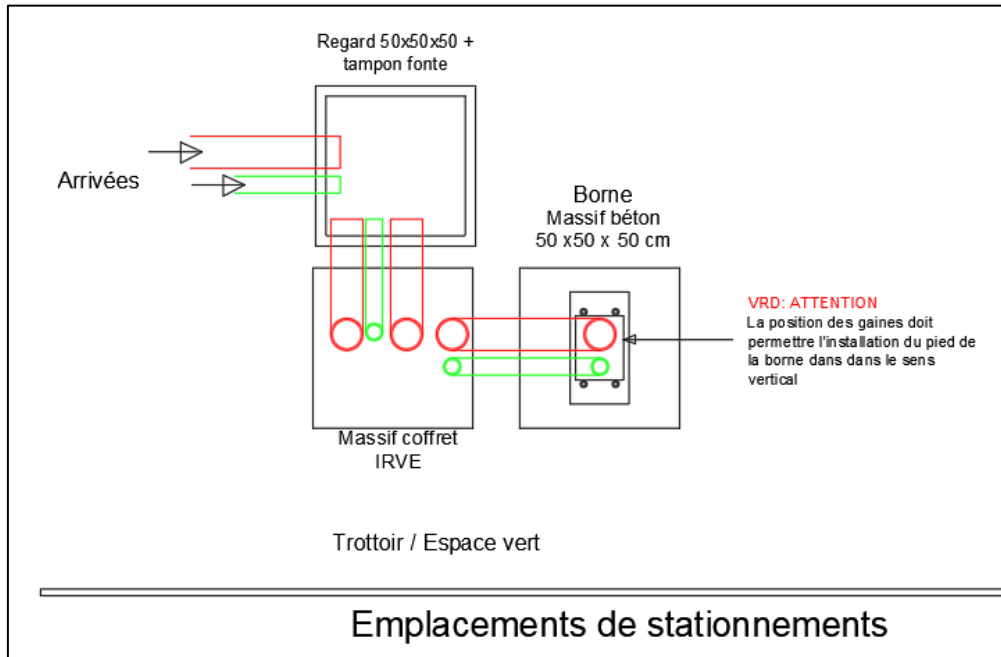 Regard 50x50x50 +
tampon fonte
Arrivées
Borne
Massif béton
50 x50 x 50 cm
VRD: ATTENTION
La position des gaines doit
permettre l'installation du pied de
la borne dans dans le sens
vertical
Massif coffret
IRVE
Trottoir / Espace vert
Emplacements de stationnements